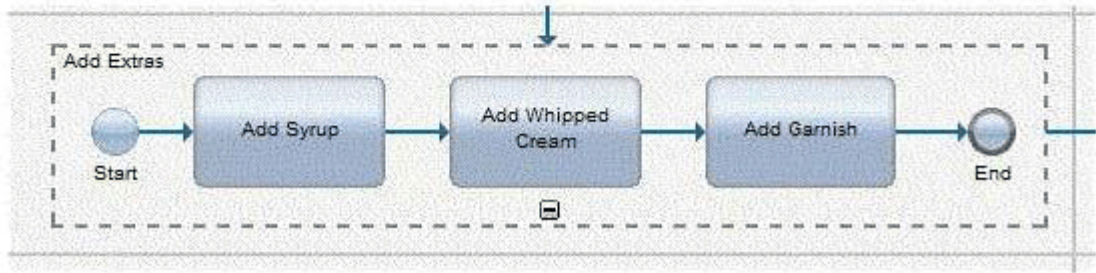 Add Extras
Add Syrup
Add Whipped
Cream
Add Garnish
Start
End